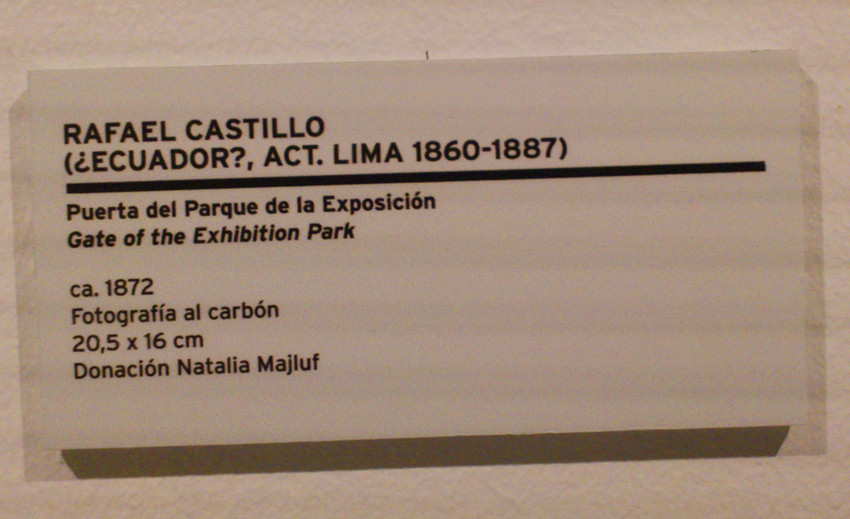 RAFAEL CASTILLO
(¿ECUADOR?, ACT. LIMA 1860-1887)
Puerta del Parque de la Exposición
Gate of the Exhibition Park
ca. 1872
Fotografía al carbón
20,5 x 16 cm
Donación Natalia Majluf